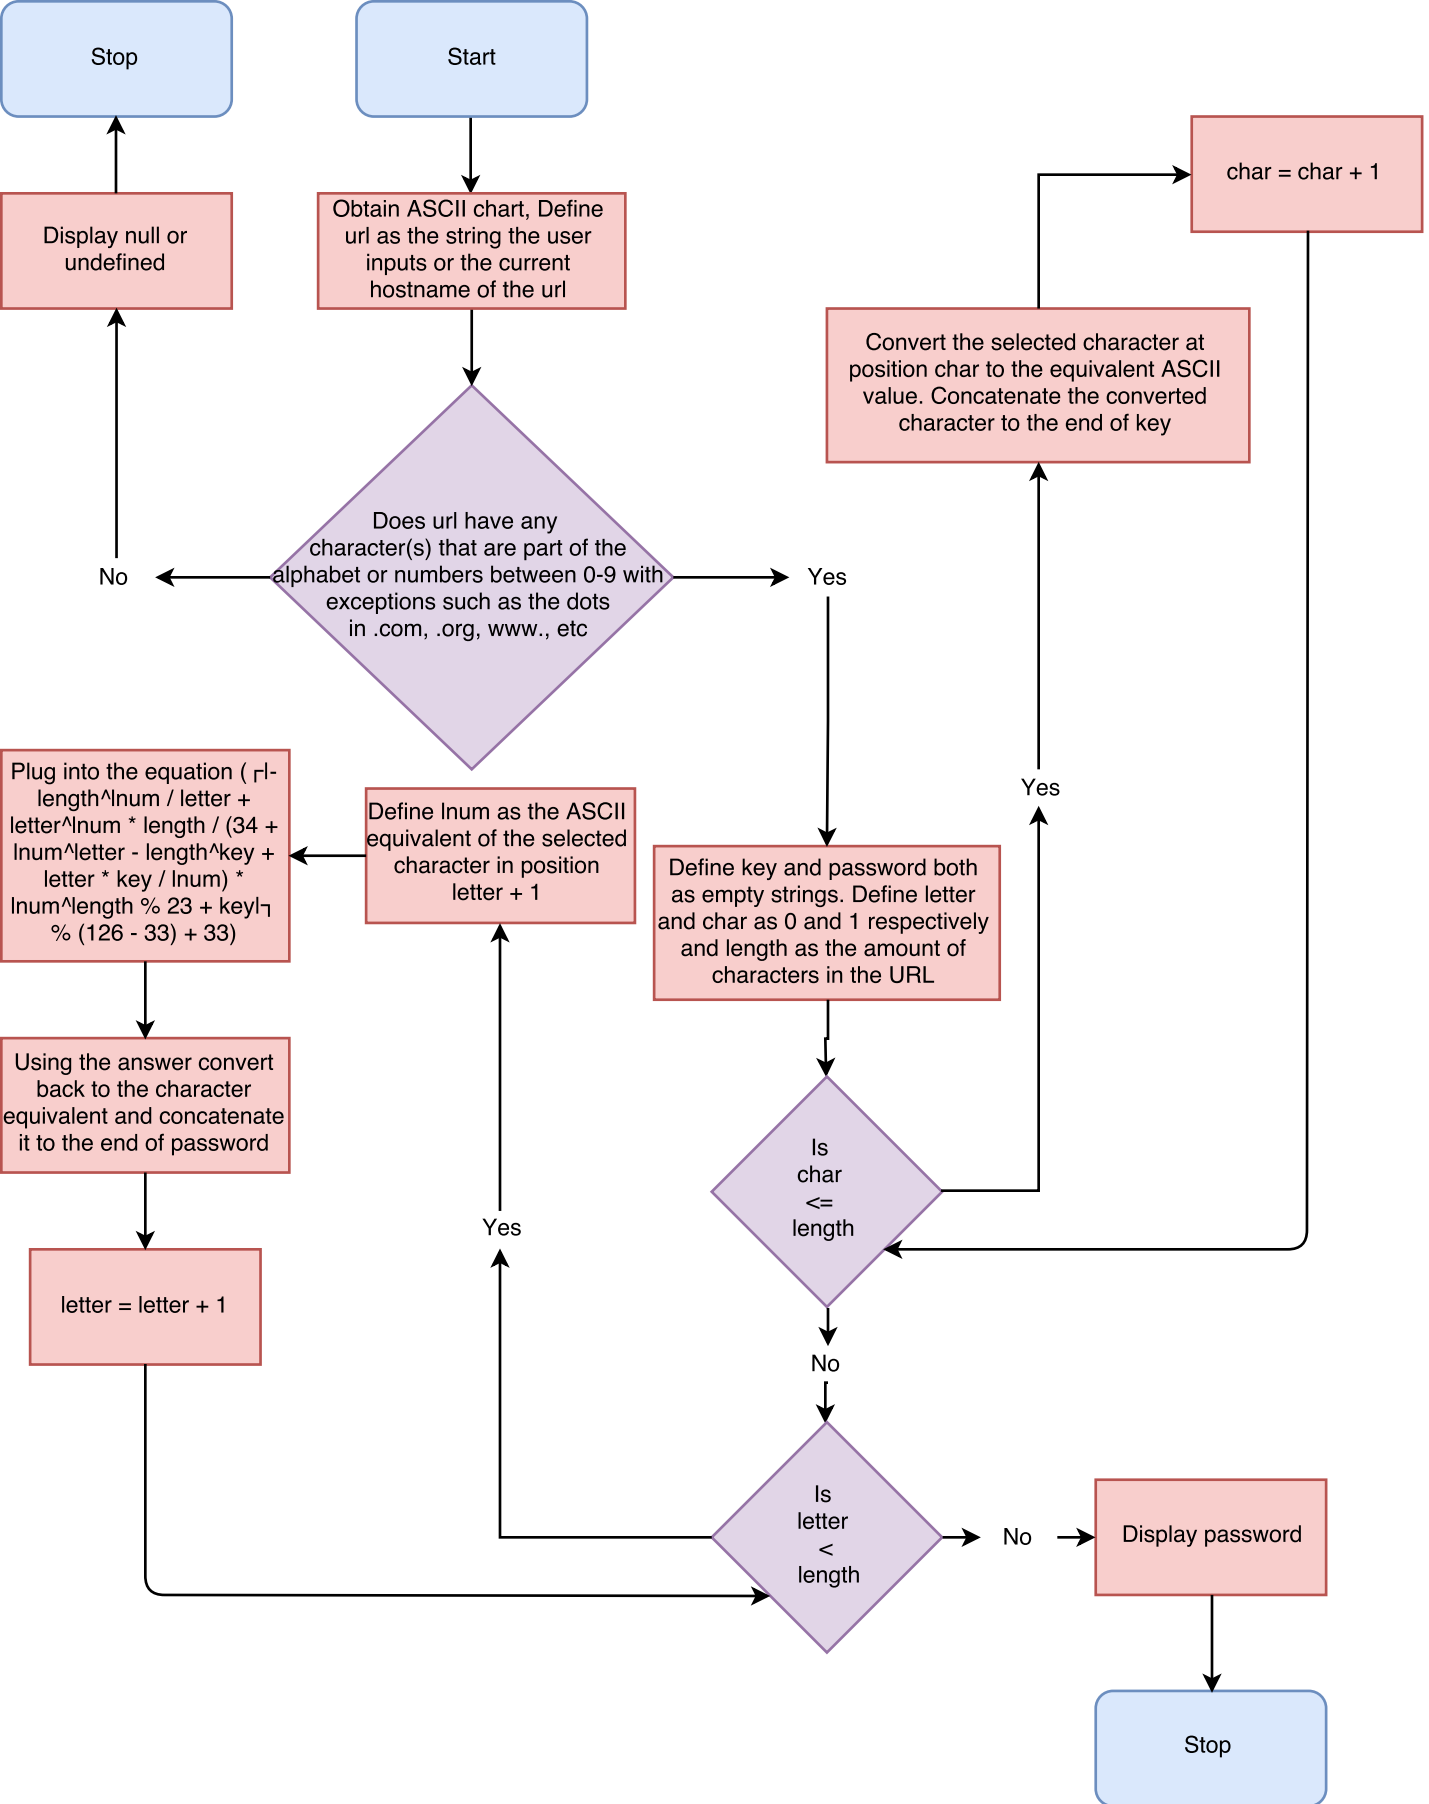 Stop
Start
char = char + 1
Display null or
undefined
Obtain ASCII chart, Define
url as the string the user
inputs or the current
hostname of the url
Convert the selected character at
position char to the equivalent ASCII
value. Concatenate the converted
character to the end of key
Does url have any
character(s) that are part of the
alphabet or numbers between 0-9 with
exceptions such as the dots
in .com, .org, www., etc
No
Yes
Plug into the equation (┌|-
length^lnum / letter +
letter^lnum * length / (34 +
lnum^letter - length^key +
letter * key / lnum) *
lnum^length % 23 + key|┐
% (126 - 33) + 33)
Define lnum as the ASCII
equivalent of the selected
character in position
letter + 1
Yes
Define key and password both
as empty strings. Define letter
and char as 0 and 1 respectively
and length as the amount of
characters in the URL
Using the answer convert
back to the character
equivalent and concatenate
it to the end of password
Is
char
<=
length
Yes
letter = letter + 1
No
Is
letter
<
length
No
Display password
Stop